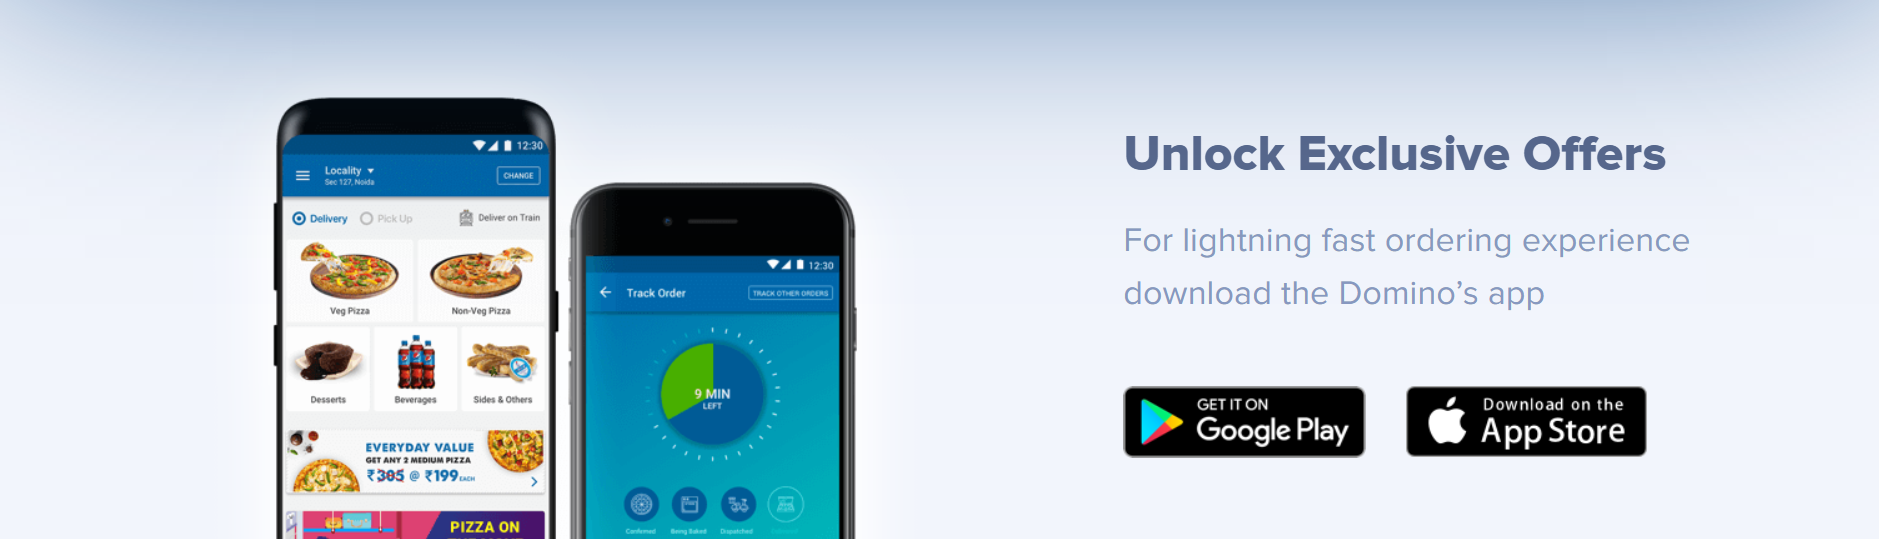 12:30
Locality
Sec 127, Noida
CHANGE
Delivery
Pick Up
Deliver on Train
Veg Pizza
Non-Veg Pizza
Desserts
Beverages
Sides & Others
EVERYDAY VALUE
GET ANY 2 MEDIUM PIZZA
₹305 @ ₹199 EACH
PIZZA ON
12:30
Track Order
TRACK OTHER ORDERS
9 MIN
LEFT
Confirmed
Being Baked
Dispatched
Unlock Exclusive Offers
For lightning fast ordering experience
download the Domino’s app
GET IT ON
Google Play
Download on the
App Store